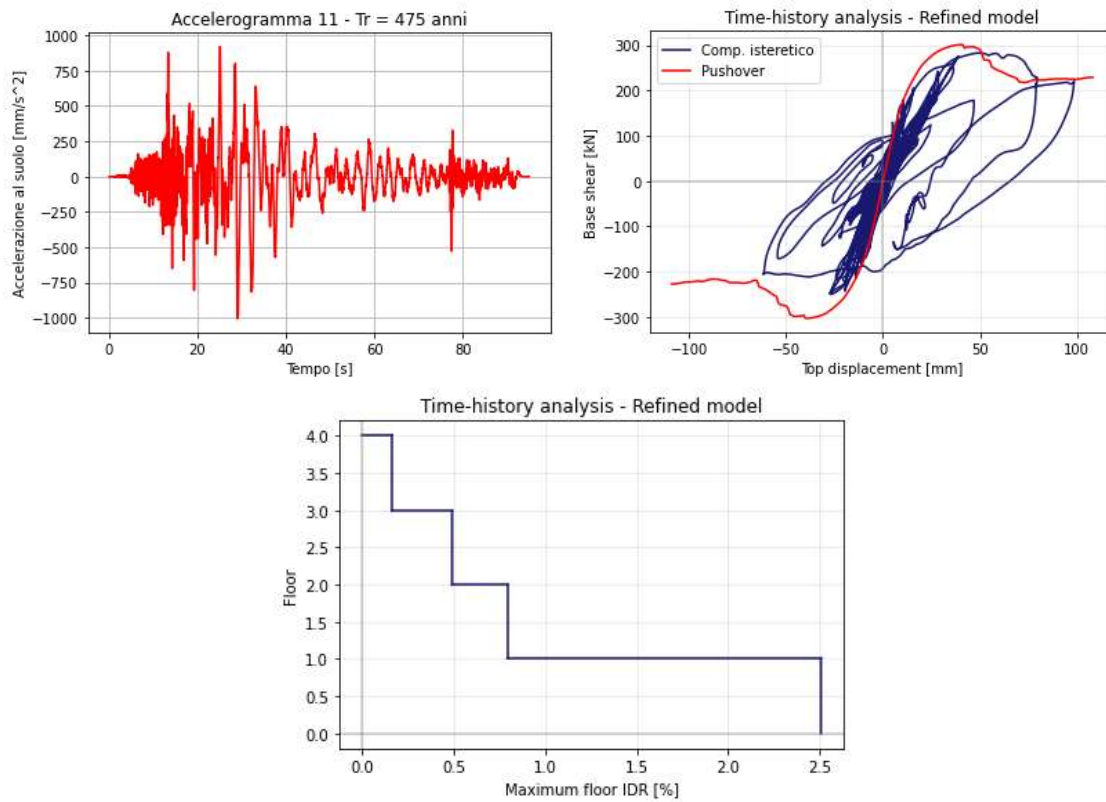 Accelerogramma 11 - Tr = 475 anni
1000
750
500
250
0
−250
−500
−750
−1000
Accelerazione al suolo [mm/s^2]
0 20 40 60 80
Tempo [s]
Time-history analysis - Refined model
Comp. isteretico
Pushover
300
200
100
0
−100
−200
−300
Base shear [kN]
−100 −50 0 50 100
Top displacement [mm]
Time-history analysis - Refined model
4.0
3.5
3.0
2.5
2.0
1.5
1.0
0.5
0.0
Floor
0.0 0.5 1.0 1.5 2.0 2.5
Maximum floor IDR [%]